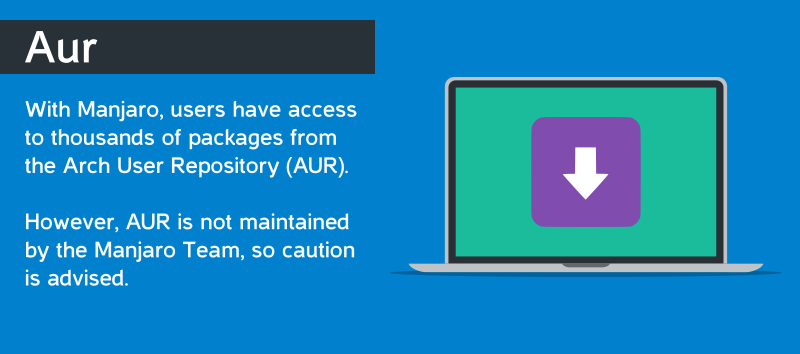 Aur
With Manjaro, users have access
to thousands of packages from
the Arch User Repository (AUR).
However, AUR is not maintained
by the Manjaro Team, so caution
is advised.